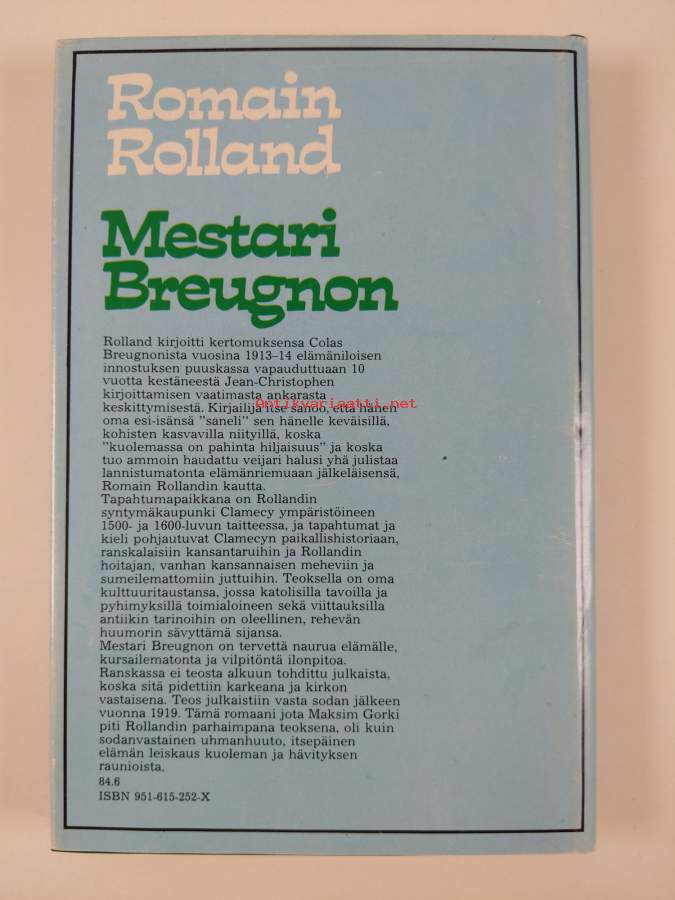 Romain
Rolland
Mestari
Breugnon
Rolland kirjoitti kertomuksensa Colas
Breugnonista vuosina 1913–14 elämäniloisen
innostuksen puuskassa vapauduttuaan 10
vuotta kestäneestä Jean-Christophen
kirjoittamisen vaatimasta ankarasta
keskittymisestä. Kirjailija itse sanoo, että hänen
Antikvariaatti.net
oma esi-isänsä "saneli" sen hänelle keväisillä,
kohisten kasvavilla niityillä, koska
"kuolemassa on pahinta hiljaisuus" ja koska
tuo ammoin haudattu veijari halusi yhä julistaa
lannistumatonta elämänriemuaan jälkeläisensä,
Romain Rollandin kautta.
Tapahtumapaikkana on Rollandin
syntymäkaupunki Clamecy ympäristöineen
1500- ja 1600-luvun taitteessa, ja tapahtumat ja
kieli pohjautuvat Clamecyn paikallishistoriaan,
ranskalaisiin kansantaruihin ja Rollandin
hoitajan, vanhan kansannaisen meheviin ja
sumeilemattomiin juttuihin. Teoksella on oma
kulttuuritaustansa, jossa katolisilla tavoilla ja
pyhimyksillä toimialoineen sekä viittauksilla
antiikin tarinoihin on oleellinen, rehevän
huumorin sävyttämä sijansa.
Mestari Breugnon on tervettä naurua elämälle,
kursailematonta ja vilpitöntä ilonpitoa.
Ranskassa ei teosta alkuun tohdittu julkaista,
koska sitä pidettiin karkeana ja kirkon
vastaisena. Teos julkaistiin vasta sodan jälkeen
vuonna 1919. Tämä romaani jota Maksim Gorki
piti Rollandin parhaimpana teoksena, oli kuin
sodanvastainen uhmanhuuto, itsepäinen
elämän leiskaus kuoleman ja hävityksen
raunioista.
84.6
ISBN 951-615-252-X